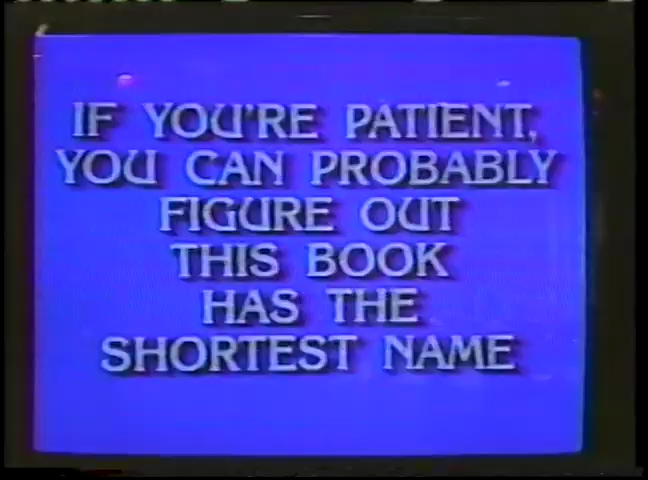 IF YOU'RE PATIENT,
YOU CAN PROBABLY
FIGURE OUT
THIS BOOK
HAS THE
SHORTEST NAME